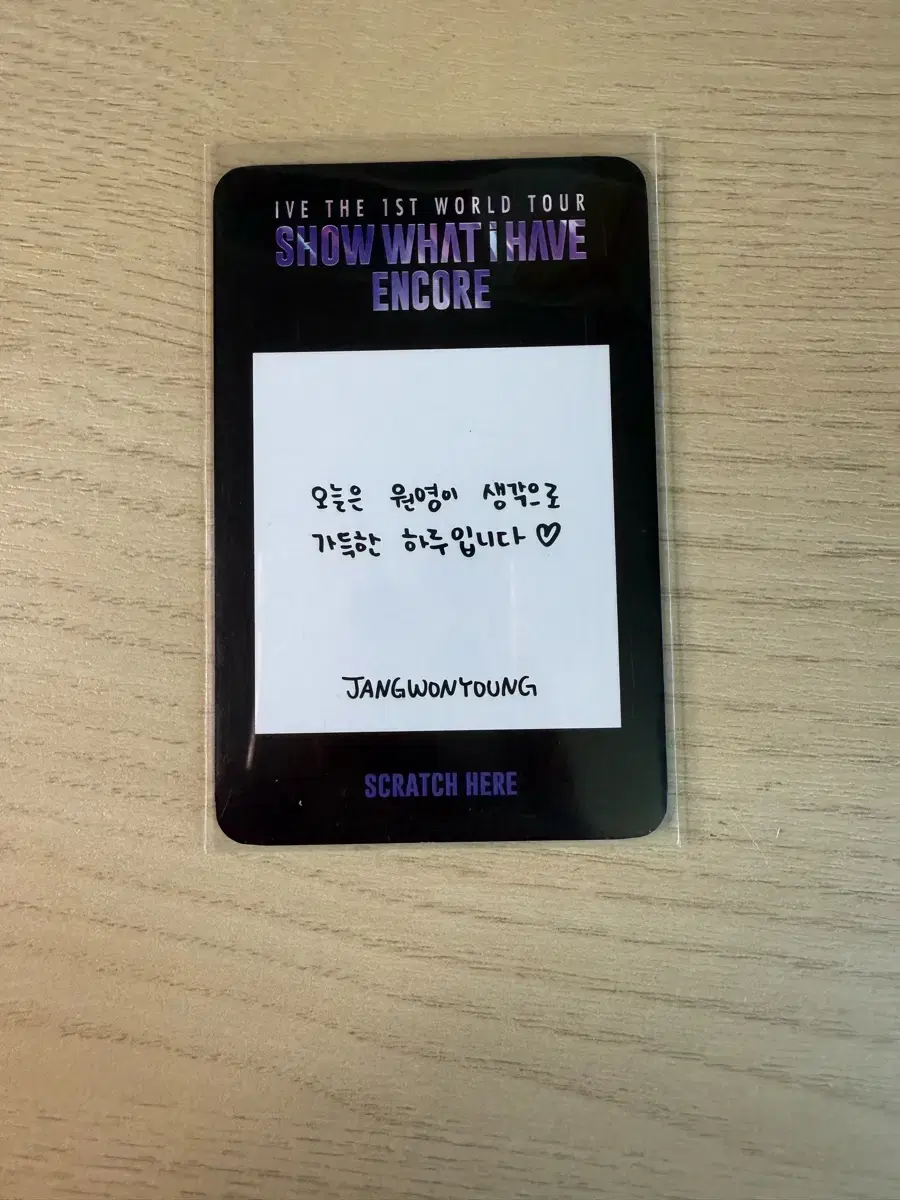 IVE THE 1ST WORLD TOUR
SHOW WHAT i HAVE
ENCORE
오늘은 원영이 생각으로
가득한 하루입니다♡
JANGWONYOUNG
SCRATCH HERE